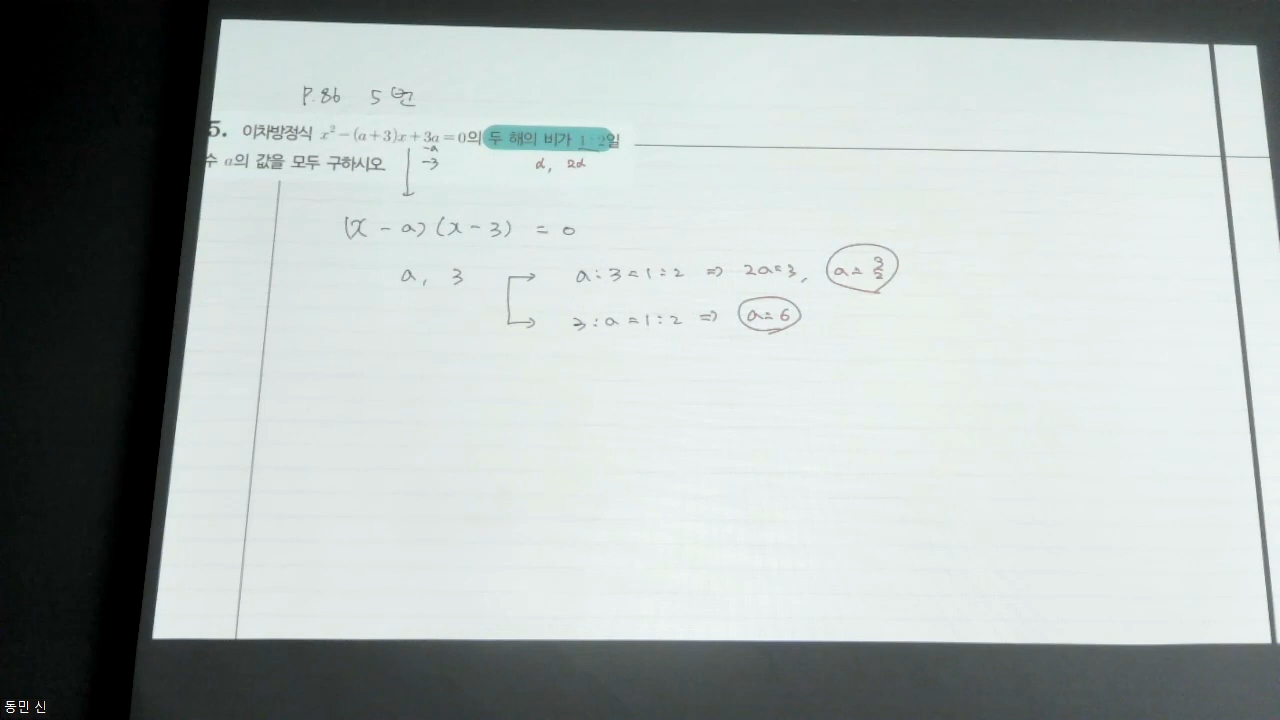 P.86 5번
5. 이차방정식 x²-(a+3)x+3a=0의 두 해의 비가 1:2일
수 a의 값을 모두 구하시오
-a
-3
α, 2α
(x-a)(x-3) = 0
a, 3
a:3=1:2 ⇒ 2a=3, a=3/2
3:a=1:2 ⇒ a=6
동민 신